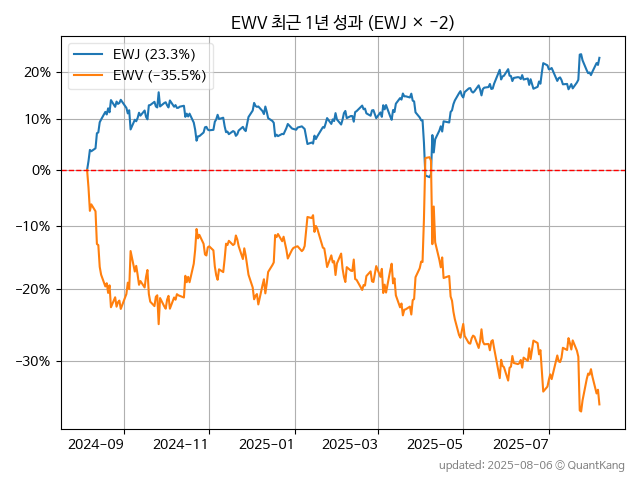 EWV 최근 1년 성과 (EWJ × −2)
EWJ (23.3%)
EWV (−35.5%)
20%
10%
0%
−10%
−20%
−30%
2024-09 2024-11 2025-01 2025-03 2025-05 2025-07
updated: 2025-08-06 © QuantKang